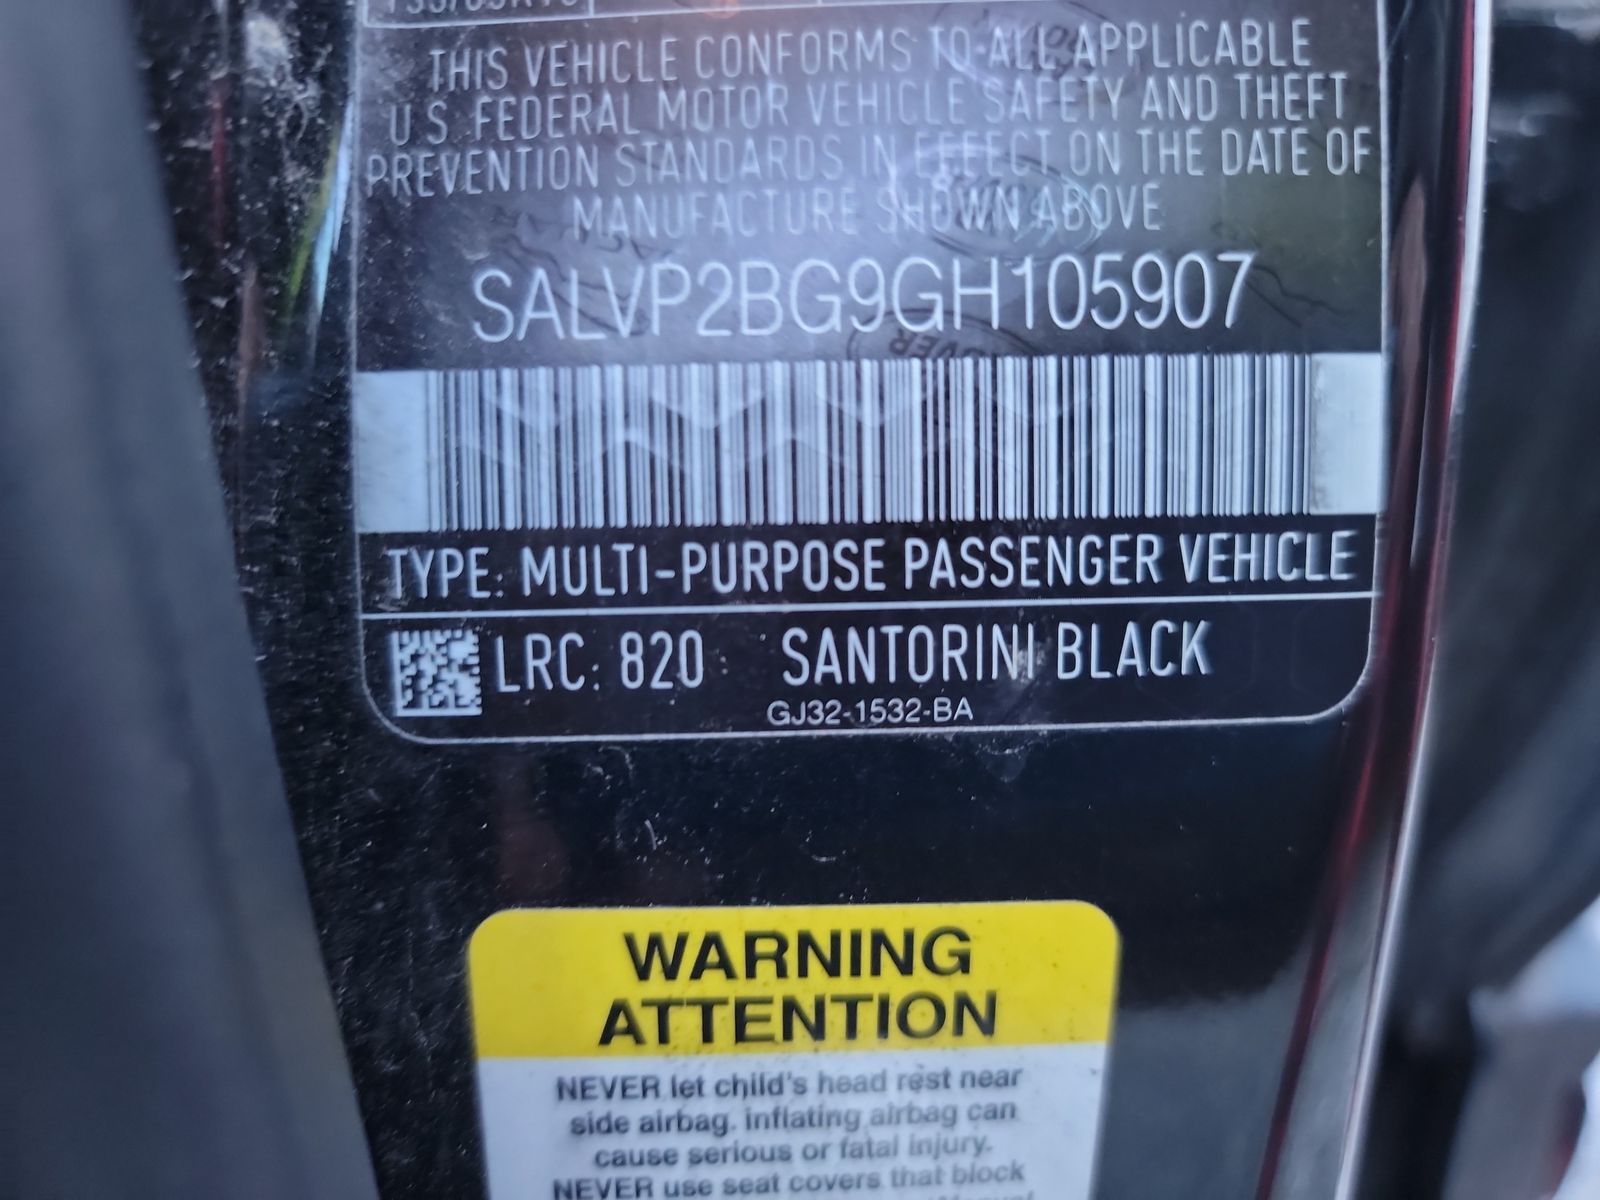 THIS VEHICLE CONFORMS TO ALL APPLICABLE
U.S. FEDERAL MOTOR VEHICLE SAFETY AND THEFT
PREVENTION STANDARDS IN EFFECT ON THE DATE OF
MANUFACTURE SHOWN ABOVE
SALVP2BG9GH105907
TYPE: MULTI-PURPOSE PASSENGER VEHICLE
LRC: 820 SANTORINI BLACK
GJ32-1532-BA
WARNING
ATTENTION
NEVER let child's head rest near
side airbag. inflating airbag can
cause serious or fatal injury.
NEVER use seat covers that block